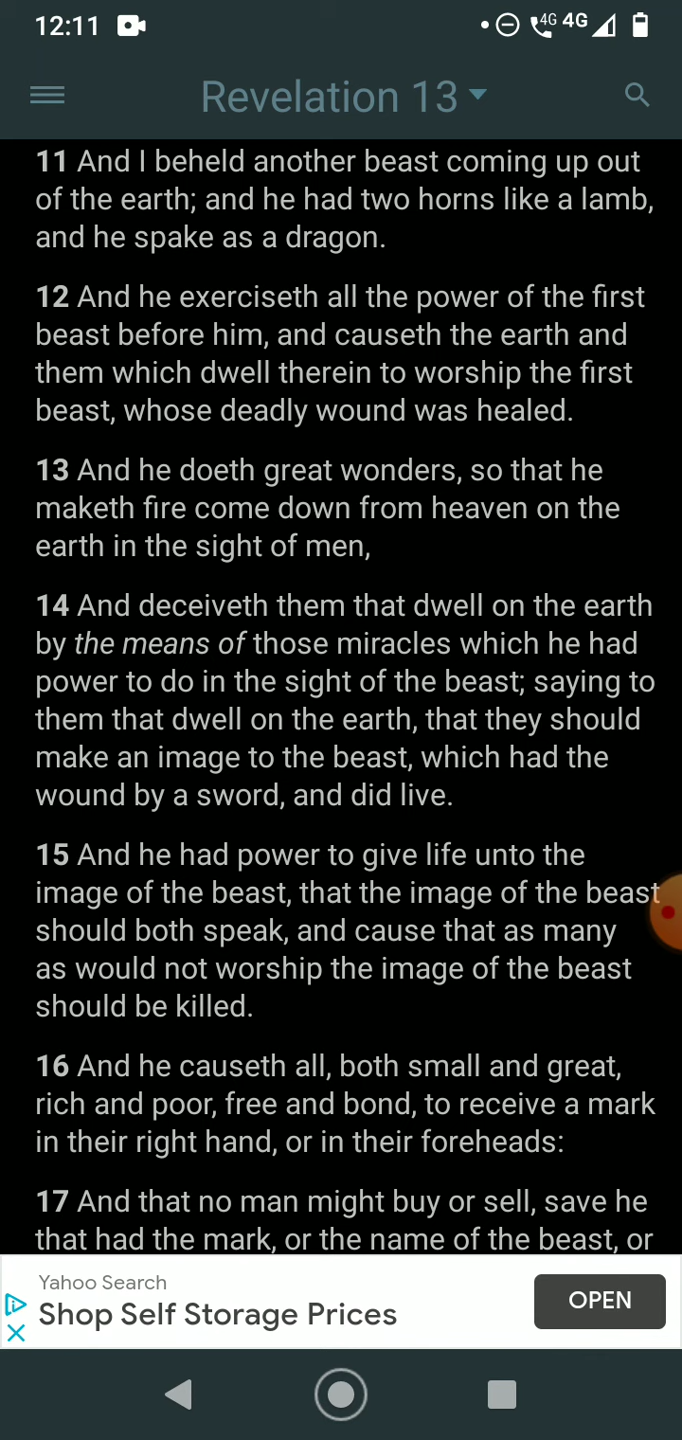 12:11
4G 4G
Revelation 13
11 And I beheld another beast coming up out
of the earth; and he had two horns like a lamb,
and he spake as a dragon.
12 And he exerciseth all the power of the first
beast before him, and causeth the earth and
them which dwell therein to worship the first
beast, whose deadly wound was healed.
13 And he doeth great wonders, so that he
maketh fire come down from heaven on the
earth in the sight of men,
14 And deceiveth them that dwell on the earth
by the means of those miracles which he had
power to do in the sight of the beast; saying to
them that dwell on the earth, that they should
make an image to the beast, which had the
wound by a sword, and did live.
15 And he had power to give life unto the
image of the beast, that the image of the beast
should both speak, and cause that as many
as would not worship the image of the beast
should be killed.
16 And he causeth all, both small and great,
rich and poor, free and bond, to receive a mark
in their right hand, or in their foreheads:
17 And that no man might buy or sell, save he
that had the mark, or the name of the beast, or
Yahoo Search
Shop Self Storage Prices
OPEN